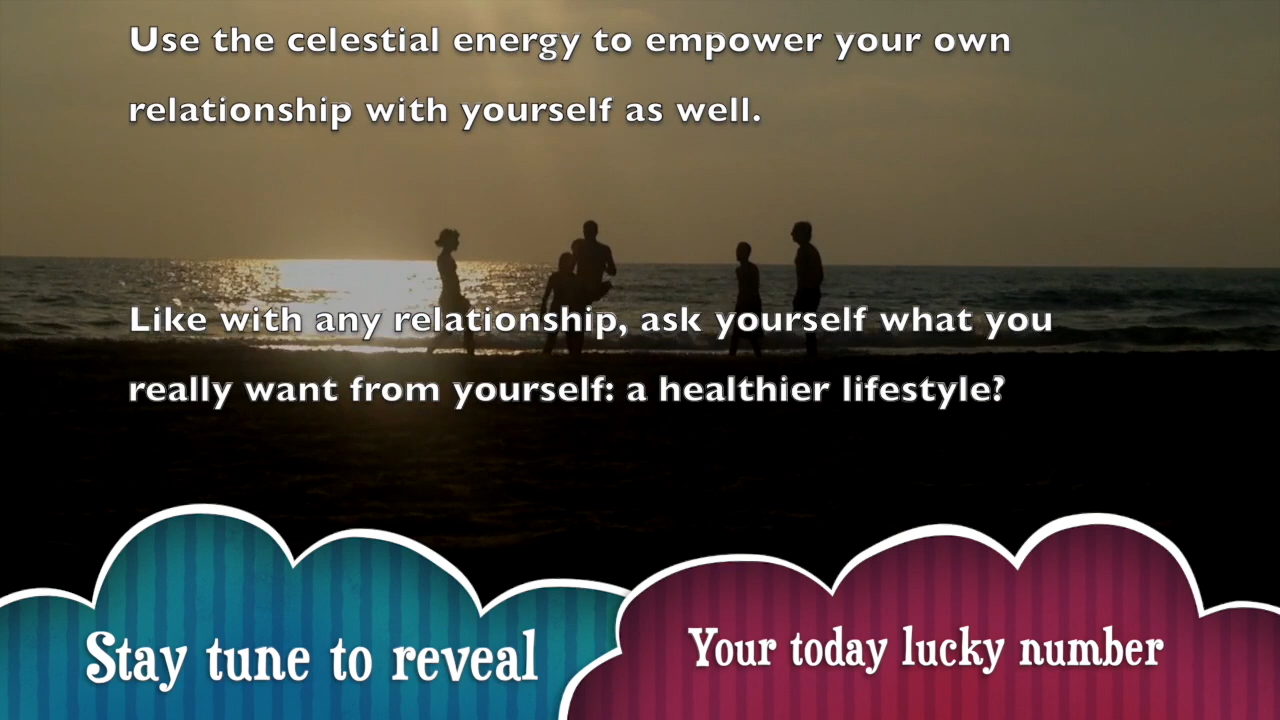 Use the celestial energy to empower your own
relationship with yourself as well.
Like with any relationship, ask yourself what you
really want from yourself: a healthier lifestyle?
Stay tune to reveal
Your today lucky number